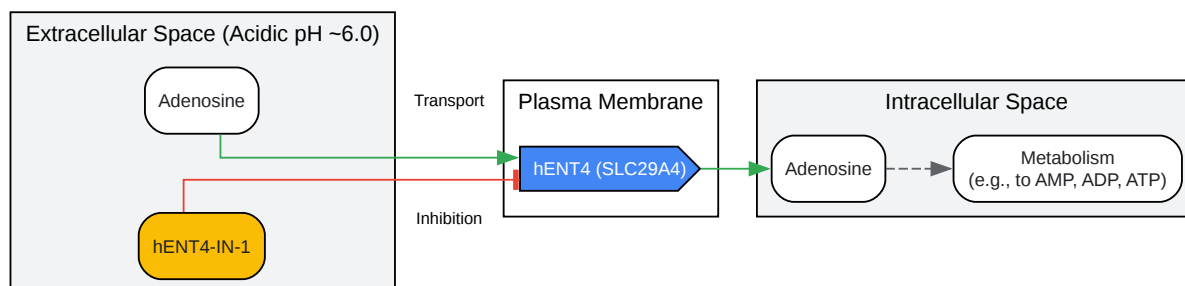 Extracellular Space (Acidic pH ~6.0)
Adenosine
hENT4-IN-1
Transport
Inhibition
Plasma Membrane
hENT4 (SLC29A4)
Intracellular Space
Adenosine
Metabolism
(e.g., to AMP, ADP, ATP)